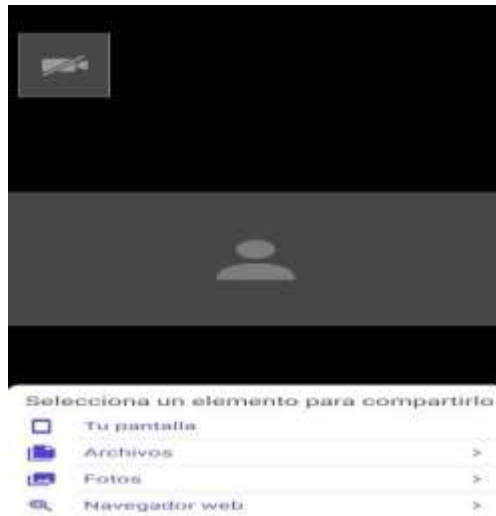 Selecciona un elemento para compartirlo
Tu pantalla
Archivos
Fotos
Navegador web